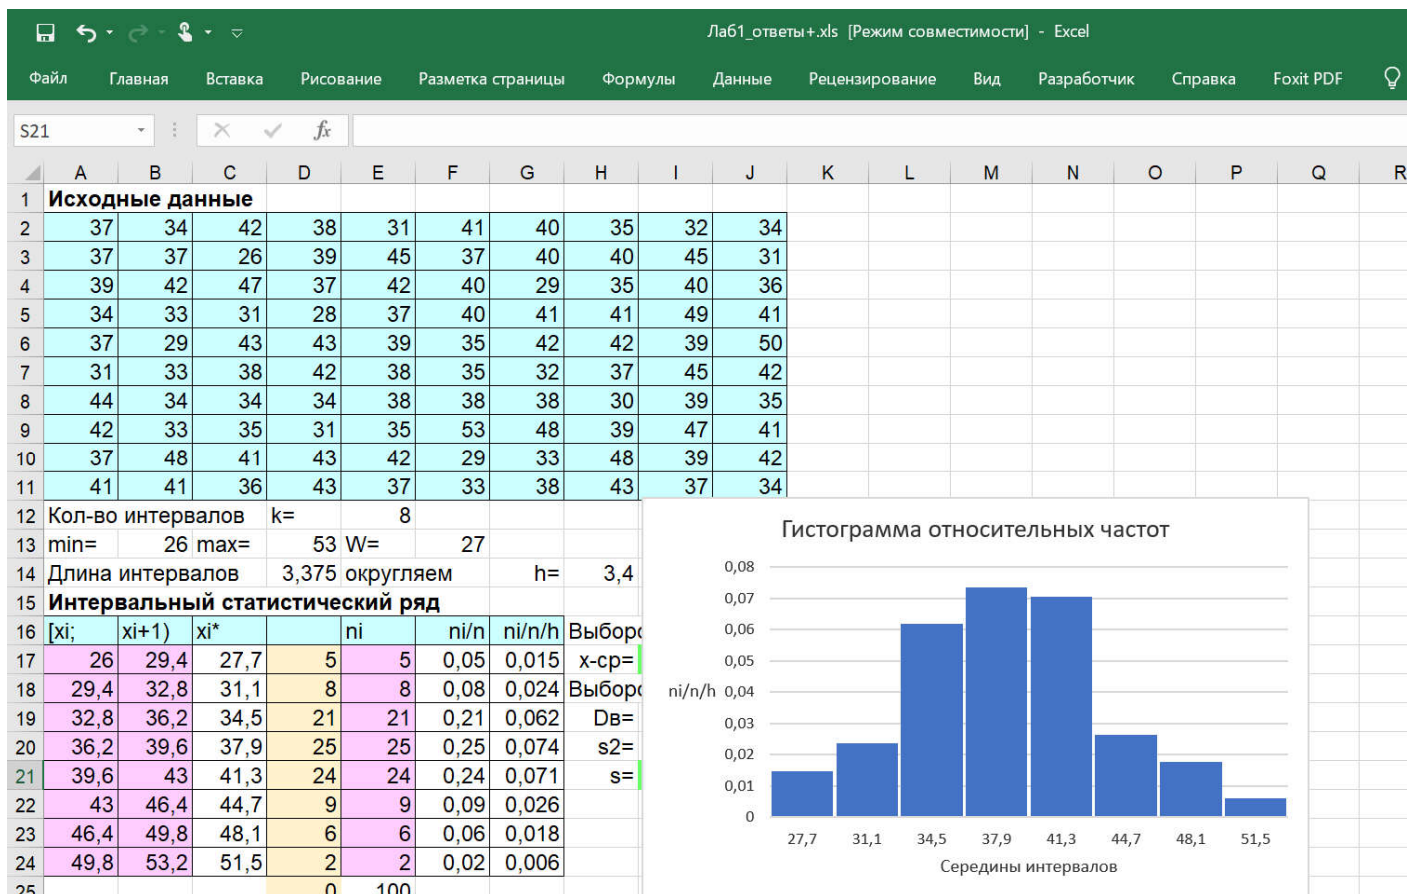 Лаб1_ответы+.xls [Режим совместимости] - Excel
Файл Главная Вставка Рисование Разметка страницы Формулы Данные Рецензирование Вид Разработчик Справка Foxit PDF
S21 fx
A B C D E F G H I J K L M N O P Q R
1 Исходные данные
2 37 34 42 38 31 41 40 35 32 34
3 37 37 26 39 45 37 40 40 45 31
4 39 42 47 37 42 40 29 35 40 36
5 34 33 31 28 37 40 41 41 49 41
6 37 29 43 43 39 35 42 42 39 50
7 31 33 38 42 38 35 32 37 45 42
8 44 34 34 34 38 38 38 30 39 35
9 42 33 35 31 35 53 48 39 47 41
10 37 48 41 43 42 29 33 48 39 42
11 41 41 36 43 37 33 38 43 37 34
12 Кол-во интервалов k= 8
13 min= 26 max= 53 W= 27
14 Длина интервалов 3,375 округляем h= 3,4
15 Интервальный статистический ряд
16 [xi; xi+1) xi* ni ni/n ni/n/h Выборо
17 26 29,4 27,7 5 5 0,05 0,015 x-ср=
18 29,4 32,8 31,1 8 8 0,08 0,024 Выборо
19 32,8 36,2 34,5 21 21 0,21 0,062 Dв=
20 36,2 39,6 37,9 25 25 0,25 0,074 s2=
21 39,6 43 41,3 24 24 0,24 0,071 s=
22 43 46,4 44,7 9 9 0,09 0,026
23 46,4 49,8 48,1 6 6 0,06 0,018
24 49,8 53,2 51,5 2 2 0,02 0,006
25 0 100
Гистограмма относительных частот
0,08
0,07
0,06
0,05
ni/n/h 0,04
0,03
0,02
0,01
0
27,7 31,1 34,5 37,9 41,3 44,7 48,1 51,5
Середины интервалов